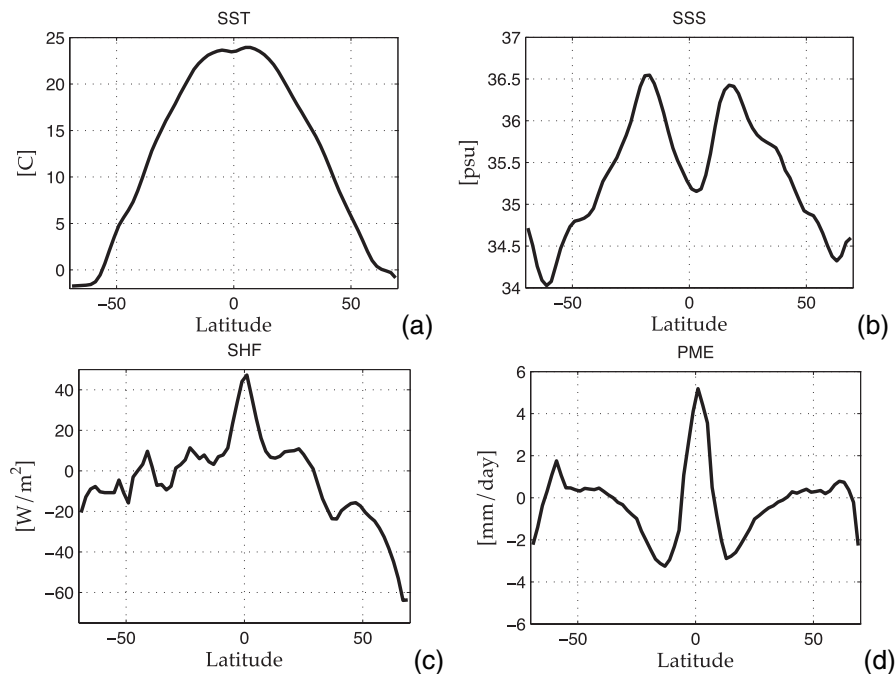 SST
[C]
25
20
15
10
5
0
−50
0
50
Latitude
(a)
SSS
[psu]
37
36.5
36
35.5
35
34.5
34
−50
0
50
Latitude
(b)
SHF
[W/m²]
40
20
0
−20
−40
−60
−50
0
50
Latitude
(c)
PME
[mm/day]
6
4
2
0
−2
−4
−6
−50
0
50
Latitude
(d)